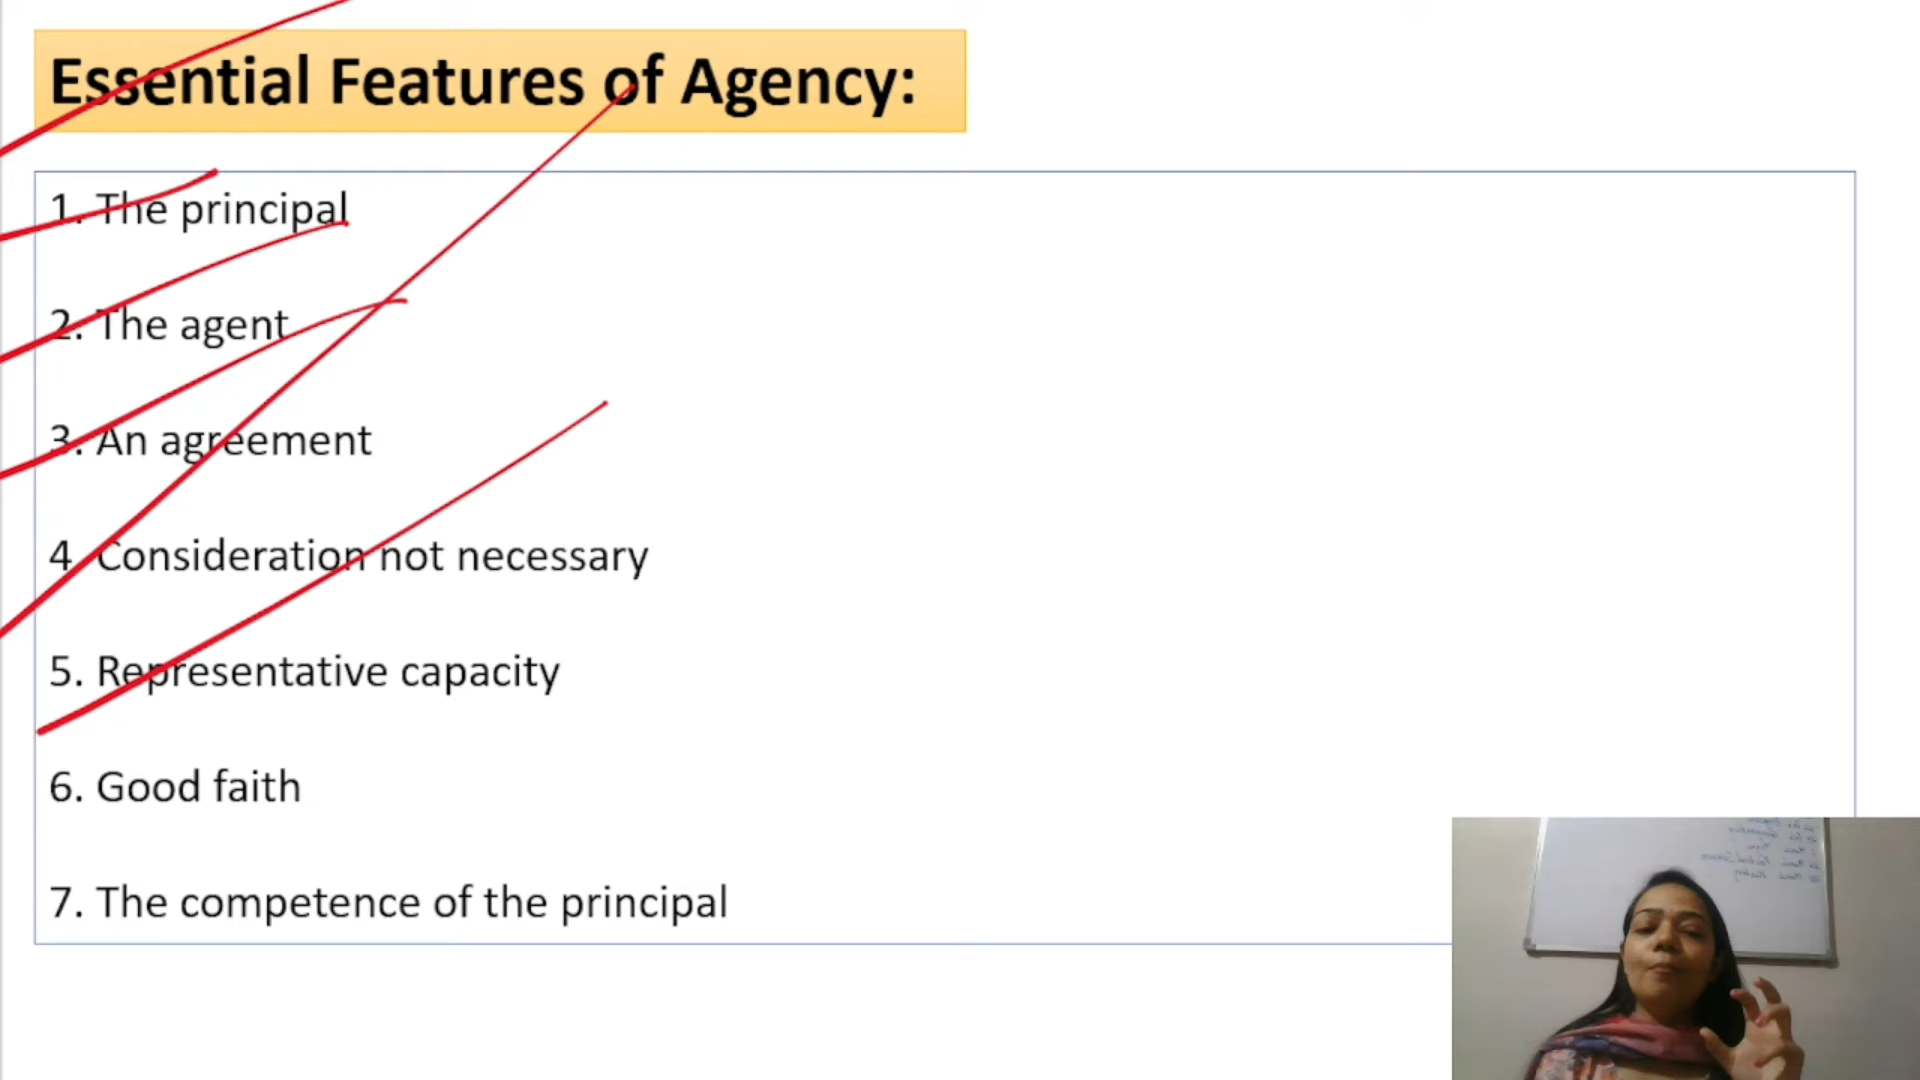 Essential Features of Agency:
1. The principal
2. The agent
3. An agreement
4. Consideration not necessary
5. Representative capacity
6. Good faith
7. The competence of the principal